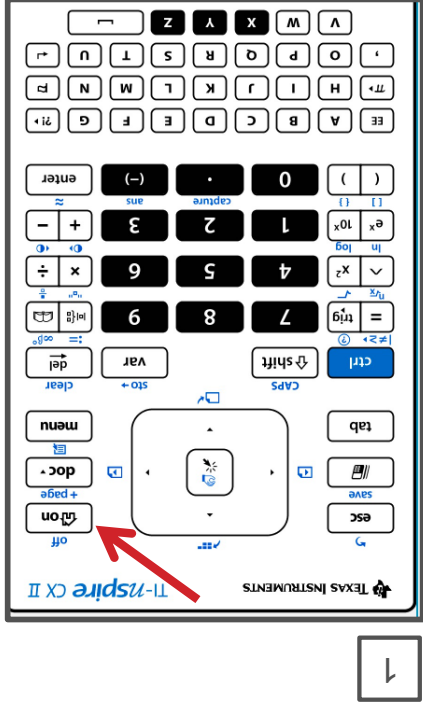 1
TEXAS INSTRUMENTS TI-nspire CX II
off
esc on
save + page
doc ▾
tab menu
CAPS sto → clear
ctrl ⇧shift var del
| ≠ ≥ ▸ ? := ∞β°
= trig 7 8 9
ⁿ√x √
^ x² 4 5 6 × ÷
ln log
eˣ 10ˣ 1 2 3 + −
[ ] { } capture ans ≈
( ) 0 . (−) enter
EE A B C D E F G ?!▸
π▸ H I J K L M N
, O P Q R S T U ↵
V W X Y Z